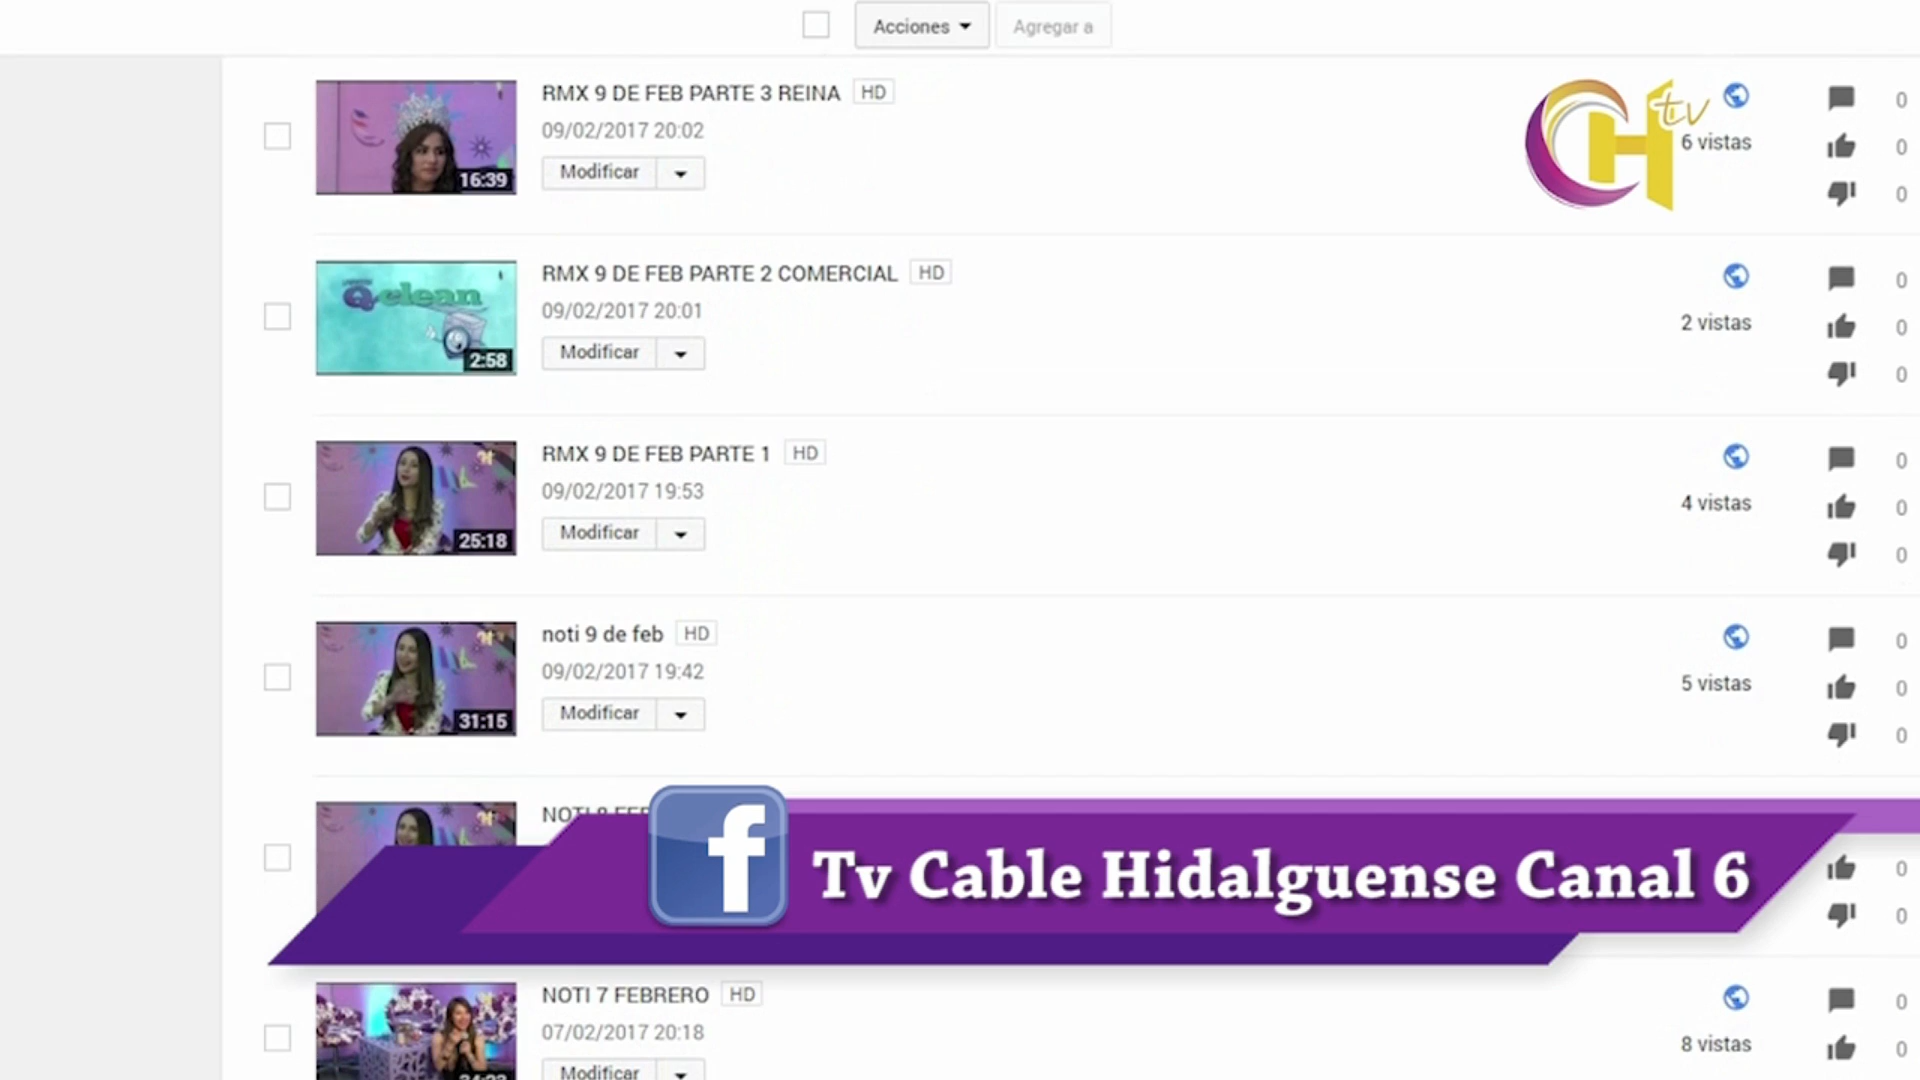 Acciones
Agregar a
RMX 9 DE FEB PARTE 3 REINA HD
09/02/2017 20:02
Modificar
16:39
CH tv
6 vistas
0
0
0
RMX 9 DE FEB PARTE 2 COMERCIAL HD
09/02/2017 20:01
Modificar
Q clean
2:58
2 vistas
0
0
0
RMX 9 DE FEB PARTE 1 HD
09/02/2017 19:53
Modificar
25:18
4 vistas
0
0
0
noti 9 de feb HD
09/02/2017 19:42
Modificar
31:15
5 vistas
0
0
0
f Tv Cable Hidalguense Canal 6
0
0
NOTI 7 FEBRERO HD
07/02/2017 20:18
Modificar
8 vistas
0
0